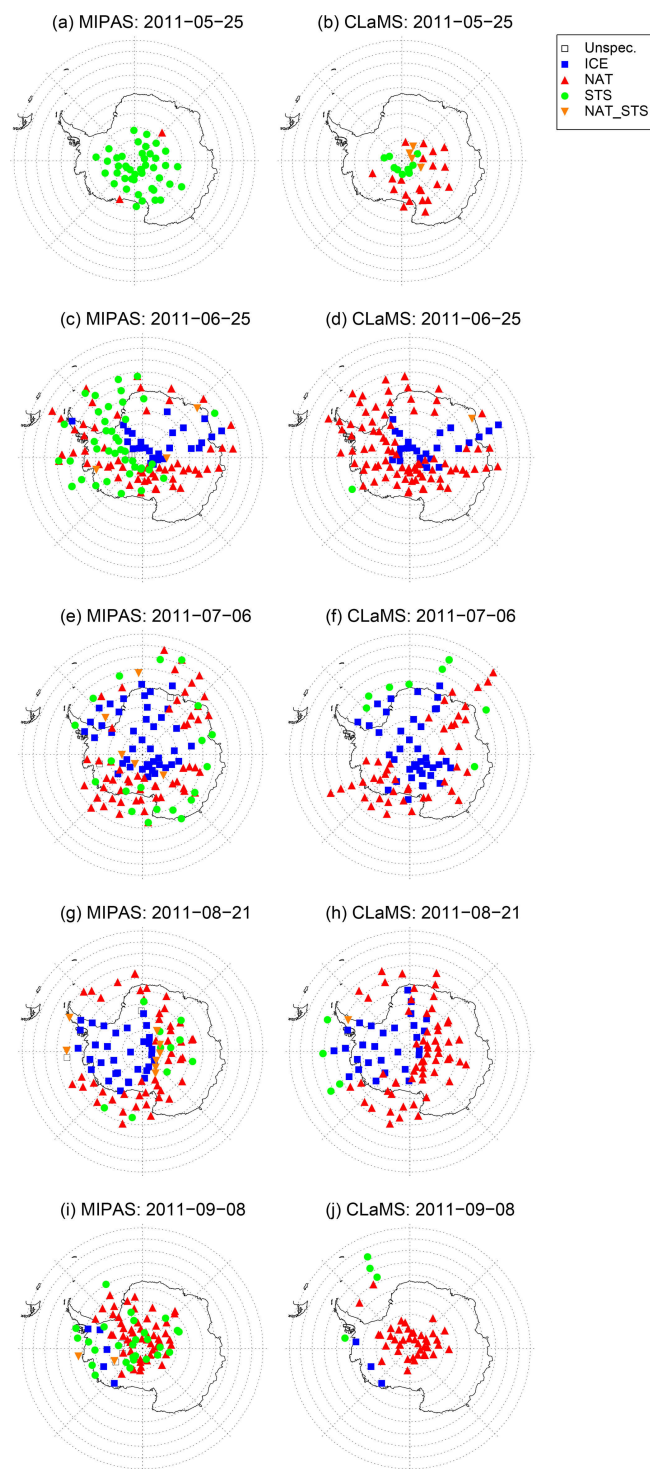 (a) MIPAS: 2011−05−25
(b) CLaMS: 2011−05−25
Unspec.
ICE
NAT
STS
NAT_STS
(c) MIPAS: 2011−06−25
(d) CLaMS: 2011−06−25
(e) MIPAS: 2011−07−06
(f) CLaMS: 2011−07−06
(g) MIPAS: 2011−08−21
(h) CLaMS: 2011−08−21
(i) MIPAS: 2011−09−08
(j) CLaMS: 2011−09−08